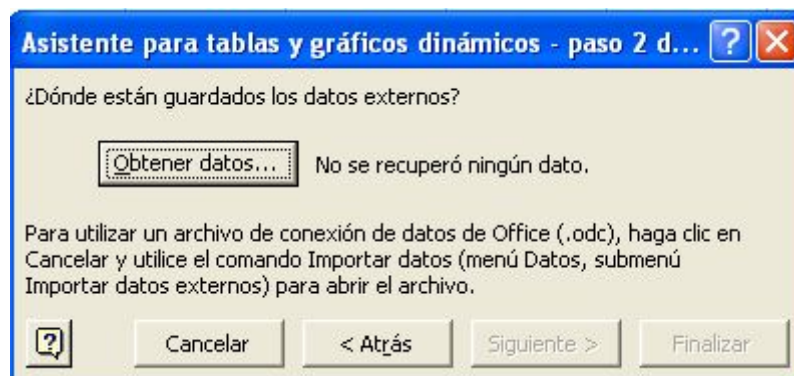 Asistente para tablas y gráficos dinámicos - paso 2 d...
¿Dónde están guardados los datos externos?
Obtener datos... No se recuperó ningún dato.
Para utilizar un archivo de conexión de datos de Office (.odc), haga clic en
Cancelar y utilice el comando Importar datos (menú Datos, submenú
Importar datos externos) para abrir el archivo.
Cancelar < Atrás Siguiente > Finalizar